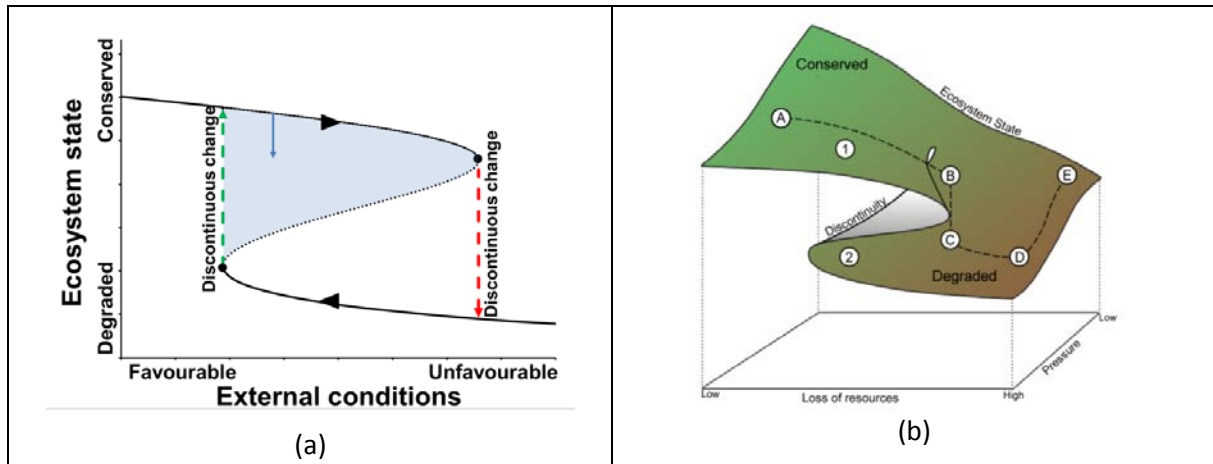 Ecosystem state
Conserved
Degraded
Discontinuous change
Discontinuous change
Favourable
Unfavourable
External conditions
(a)
Conserved
Ecosystem State
A
1
B
E
Discontinuity
C
2
D
Degraded
Low
Pressure
Low
Loss of resources
High
(b)